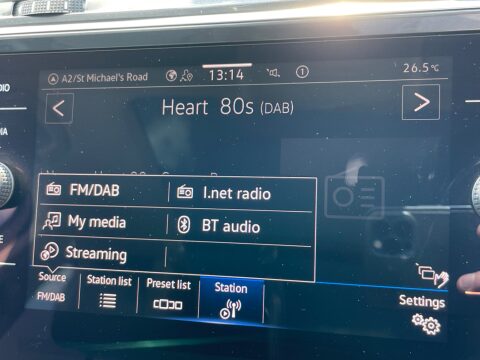 A2/St Michael's Road
13:14
1
26.5°C
< Heart 80s (DAB) >
FM/DAB
I.net radio
My media
BT audio
Streaming
Source
FM/DAB
Station list
Preset list
Station
Settings